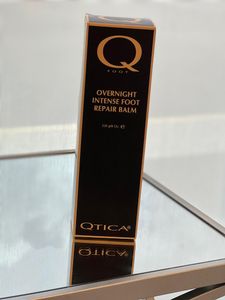 Q
FOOT
OVERNIGHT
INTENSE FOOT
REPAIR BALM
QTICA®